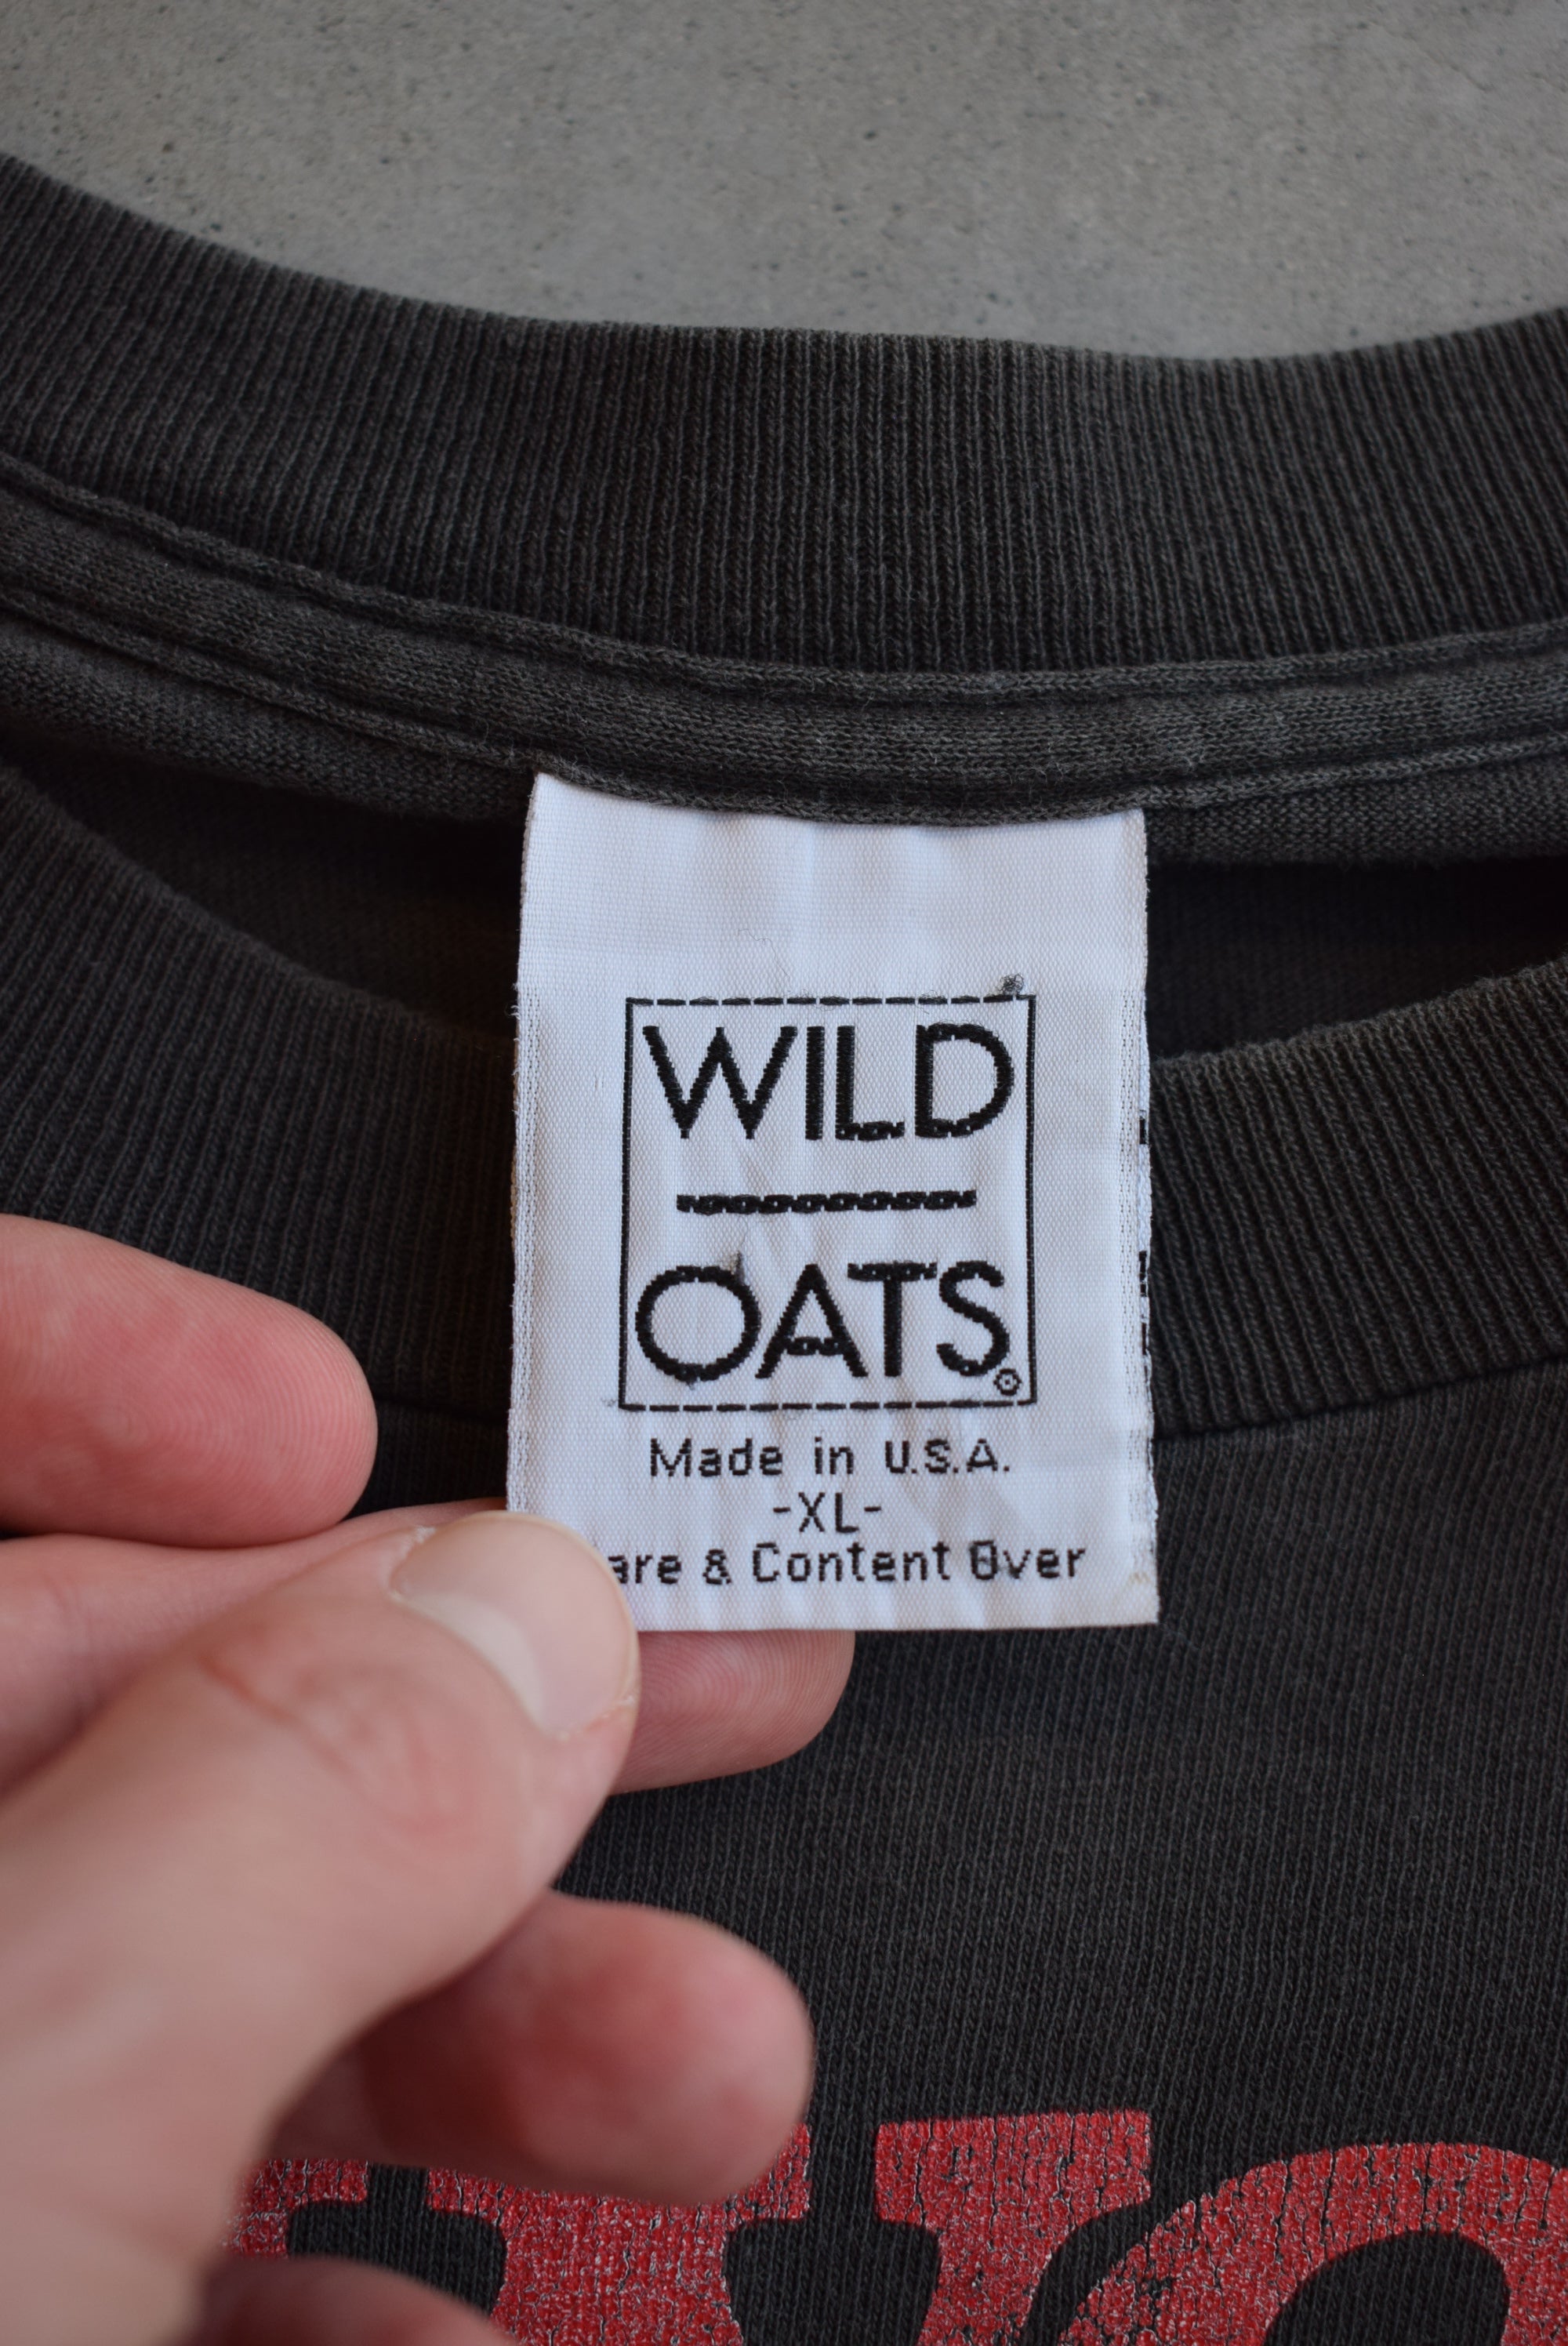 WILD
OATS®
Made in U.S.A.
-XL-
are & Content Over